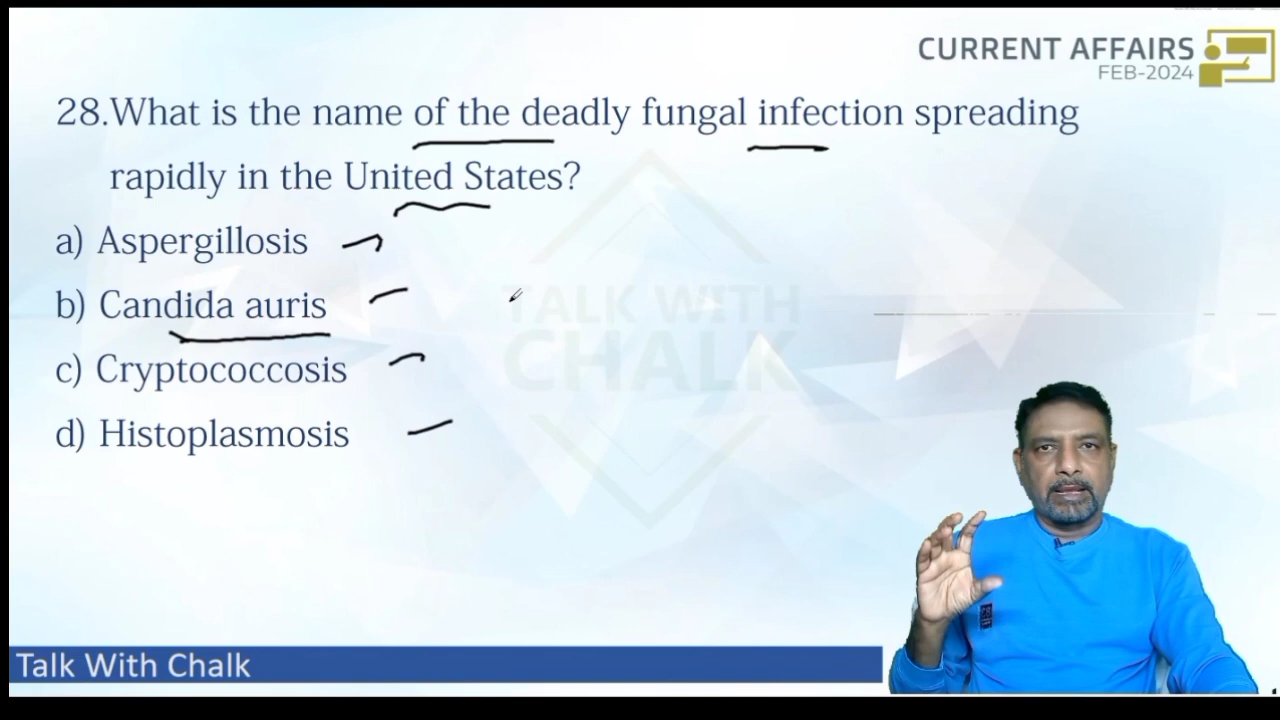 CURRENT AFFAIRS
FEB-2024
28.What is the name of the deadly fungal infection spreading
rapidly in the United States?
a) Aspergillosis
b) Candida auris
c) Cryptococcosis
d) Histoplasmosis
TALK WITH
CHALK
Talk With Chalk